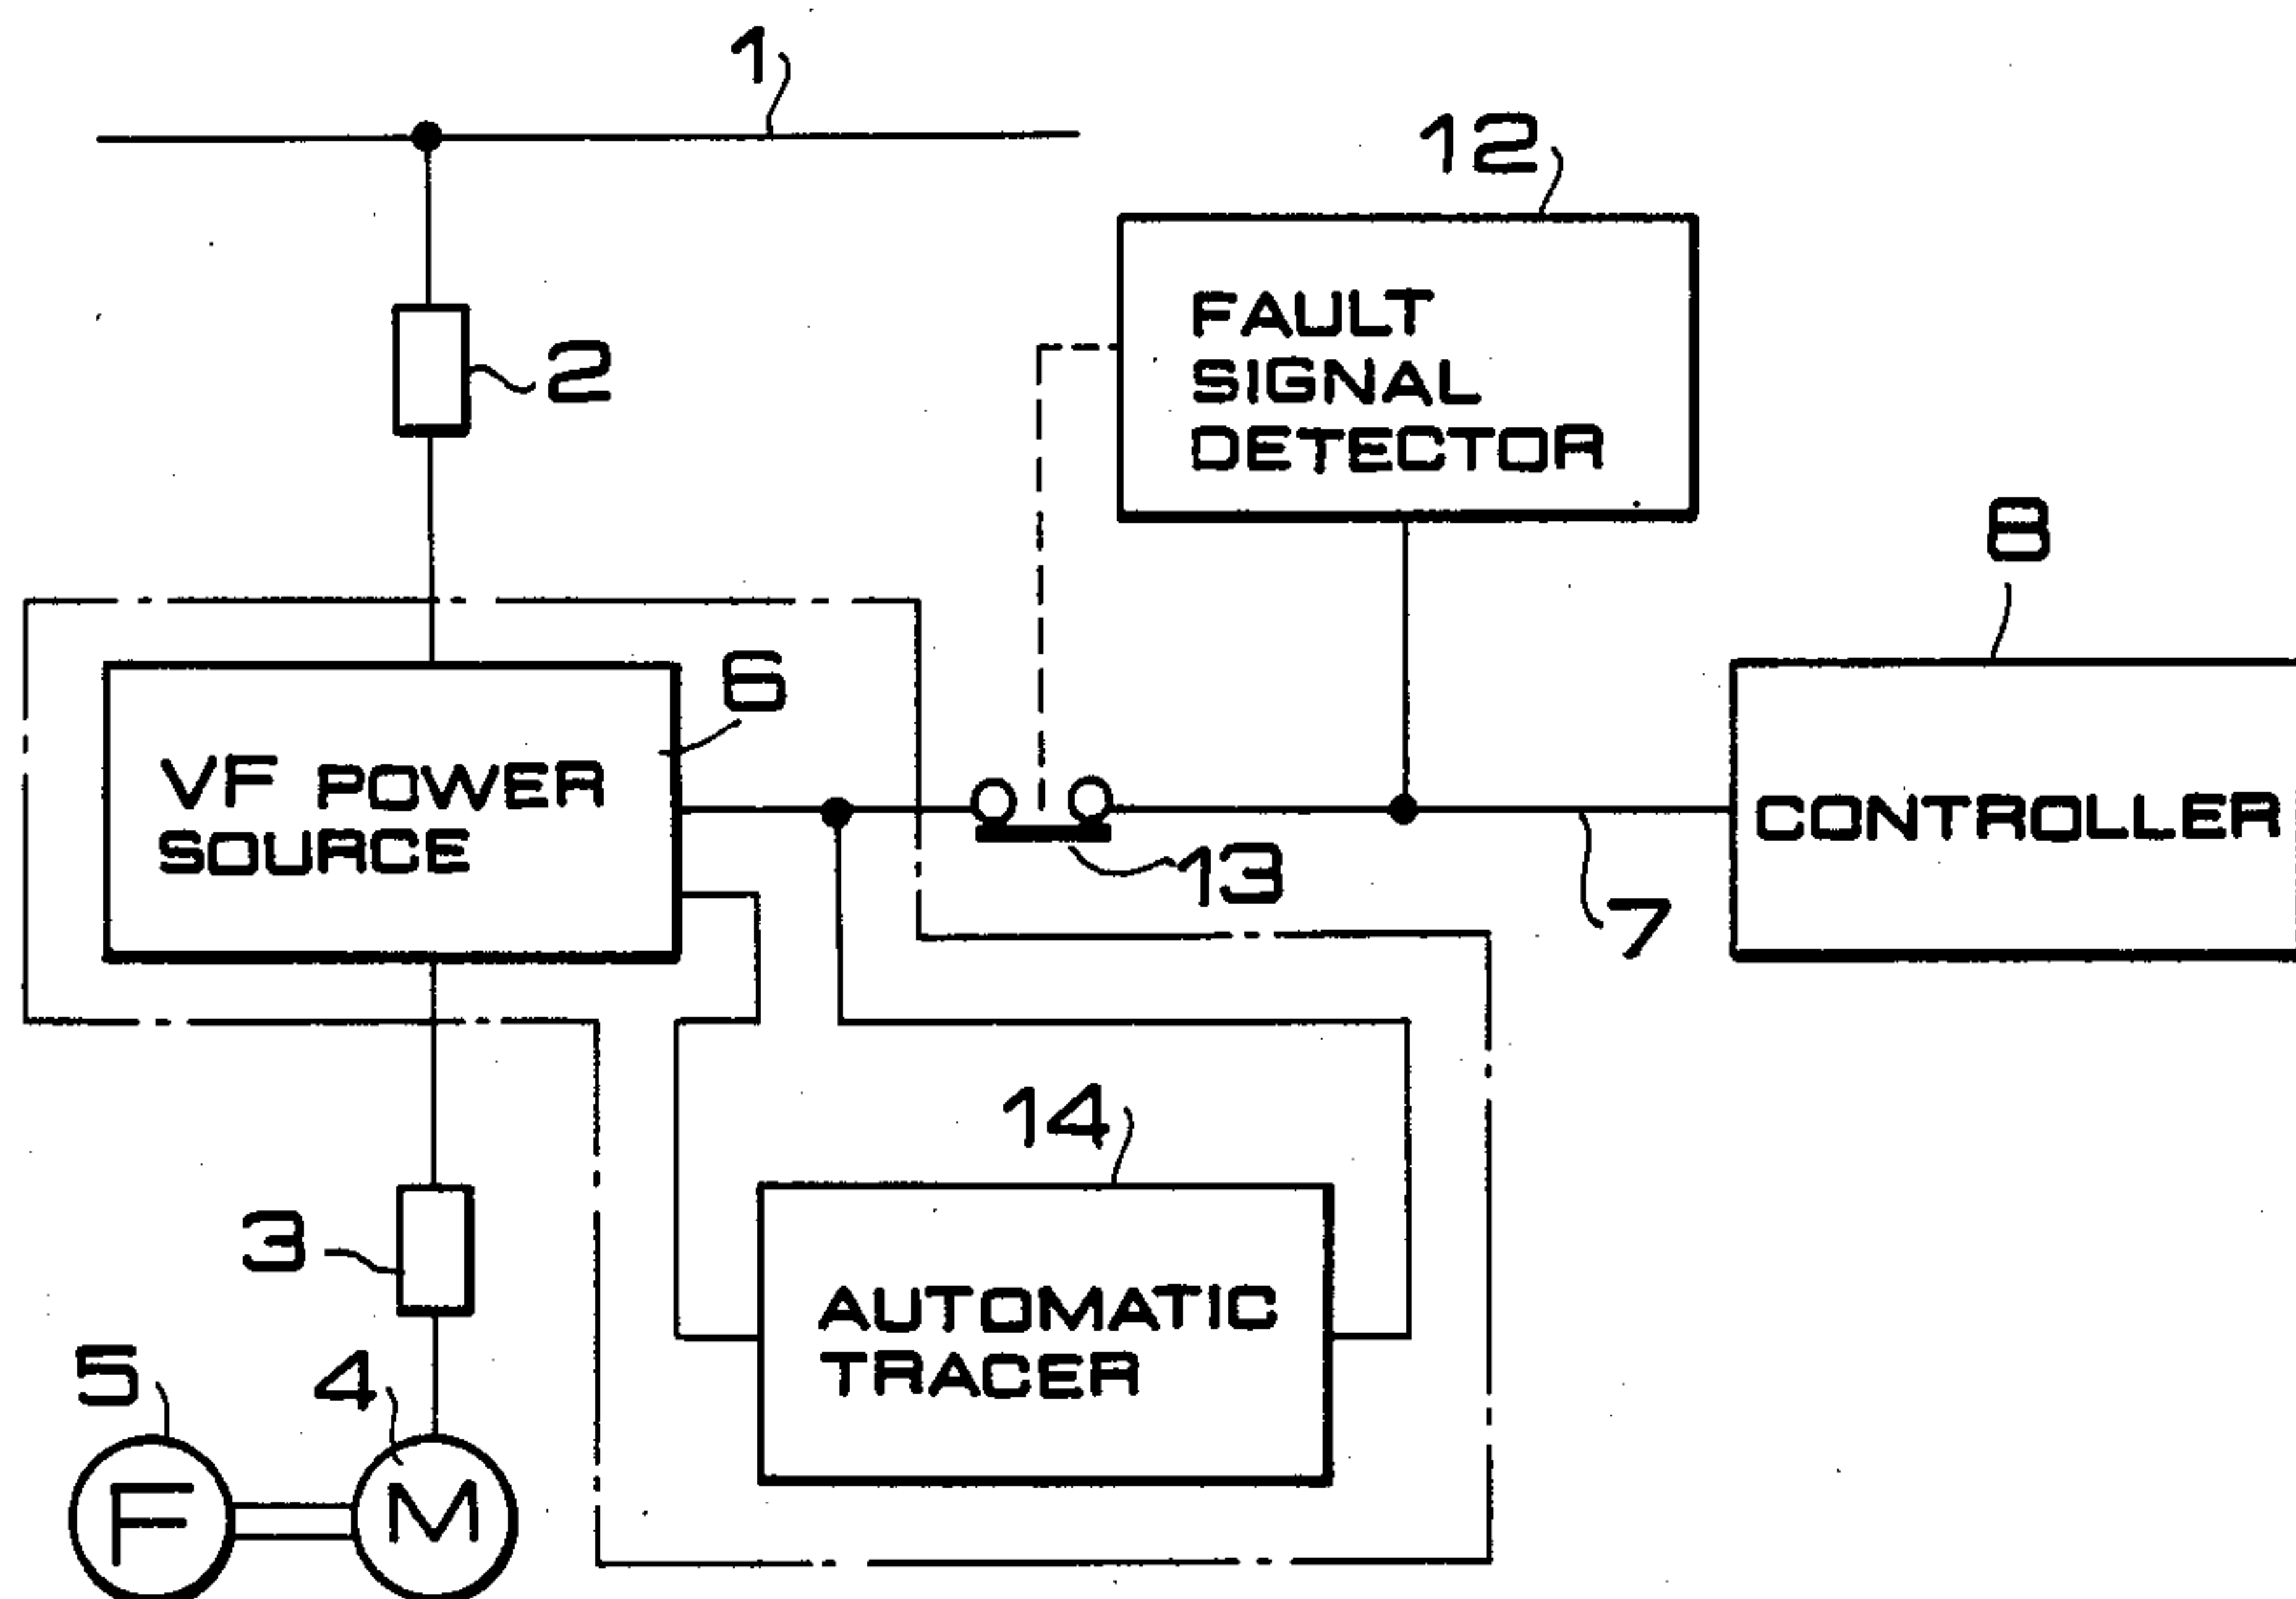 1
12
FAULT
SIGNAL
DETECTOR
2
8
6
VF POWER
SOURCE
CONTROLLER
13
7
14
3
AUTOMATIC
TRACER
5
4
F
M